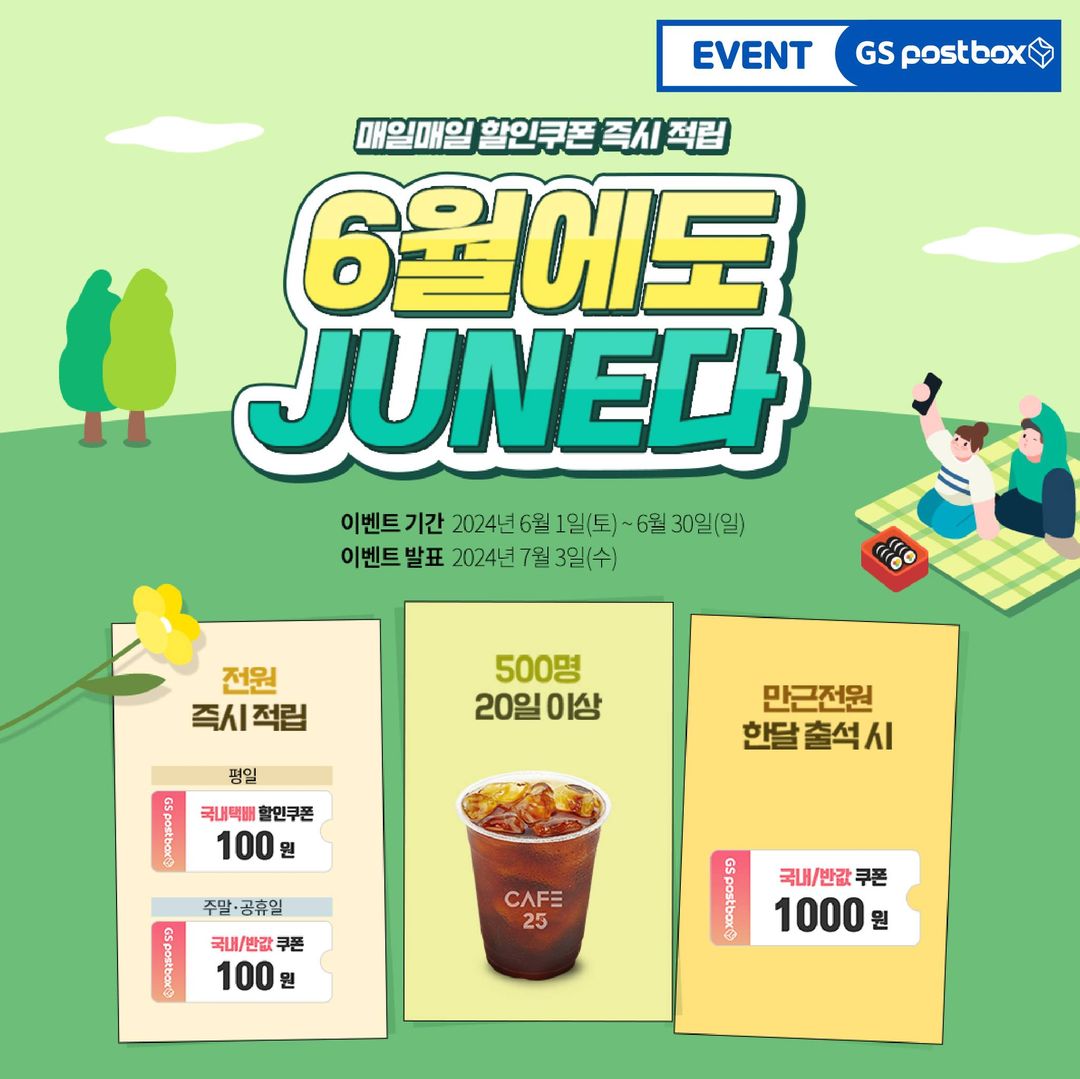 EVENT GS postbox
매일매일 할인쿠폰 즉시 적립
6월에도
JUNE다
이벤트 기간 2024년 6월 1일(토) ~ 6월 30일(일)
이벤트 발표 2024년 7월 3일(수)
전원
즉시 적립
평일
GS postbox
국내택배 할인쿠폰
100 원
주말·공휴일
GS postbox
국내/반값 쿠폰
100 원
500명
20일 이상
CAFE
25
만근전원
한달 출석 시
GS postbox
국내/반값 쿠폰
1000 원